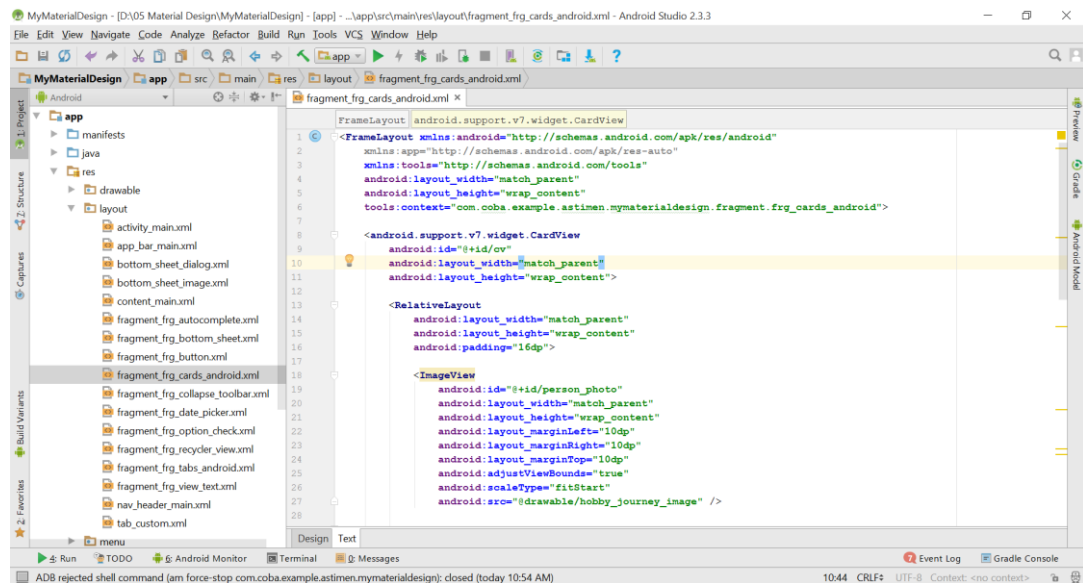 MyMaterialDesign - [D:\05 Material Design\MyMaterialDesign] - [app] - ...\app\src\main\res\layout\fragment_frg_cards_android.xml - Android Studio 2.3.3
File Edit View Navigate Code Analyze Refactor Build Run Tools VCS Window Help
app
MyMaterialDesign app src main res layout fragment_frg_cards_android.xml
Android
fragment_frg_cards_android.xml
1: Project
Z: Structure
Captures
Build Variants
2: Favorites
app
manifests
java
res
drawable
layout
activity_main.xml
app_bar_main.xml
bottom_sheet_dialog.xml
bottom_sheet_image.xml
content_main.xml
fragment_frg_autocomplete.xml
fragment_frg_bottom_sheet.xml
fragment_frg_button.xml
fragment_frg_cards_android.xml
fragment_frg_collapse_toolbar.xml
fragment_frg_date_picker.xml
fragment_frg_option_check.xml
fragment_frg_recycler_view.xml
fragment_frg_tabs_android.xml
fragment_frg_view_text.xml
nav_header_main.xml
tab_custom.xml
menu
FrameLayout android.support.v7.widget.CardView
1 <FrameLayout xmlns:android="http://schemas.android.com/apk/res/android"
2 xmlns:app="http://schemas.android.com/apk/res-auto"
3 xmlns:tools="http://schemas.android.com/tools"
4 android:layout_width="match_parent"
5 android:layout_height="wrap_content"
6 tools:context="com.coba.example.astimen.mymaterialdesign.fragment.frg_cards_android">
7
8 <android.support.v7.widget.CardView
9 android:id="@+id/cv"
10 android:layout_width="match_parent"
11 android:layout_height="wrap_content">
12
13 <RelativeLayout
14 android:layout_width="match_parent"
15 android:layout_height="wrap_content"
16 android:padding="16dp">
17
18 <ImageView
19 android:id="@+id/person_photo"
20 android:layout_width="match_parent"
21 android:layout_height="wrap_content"
22 android:layout_marginLeft="10dp"
23 android:layout_marginRight="10dp"
24 android:layout_marginTop="10dp"
25 android:adjustViewBounds="true"
26 android:scaleType="fitStart"
27 android:src="@drawable/hobby_journey_image" />
28
Design Text
Preview
Gradle
Android Model
4: Run TODO 6: Android Monitor Terminal 0: Messages Event Log Gradle Console
ADB rejected shell command (am force-stop com.coba.example.astimen.mymaterialdesign): closed (today 10:54 AM) 10:44 CRLF UTF-8 Context: <no context>